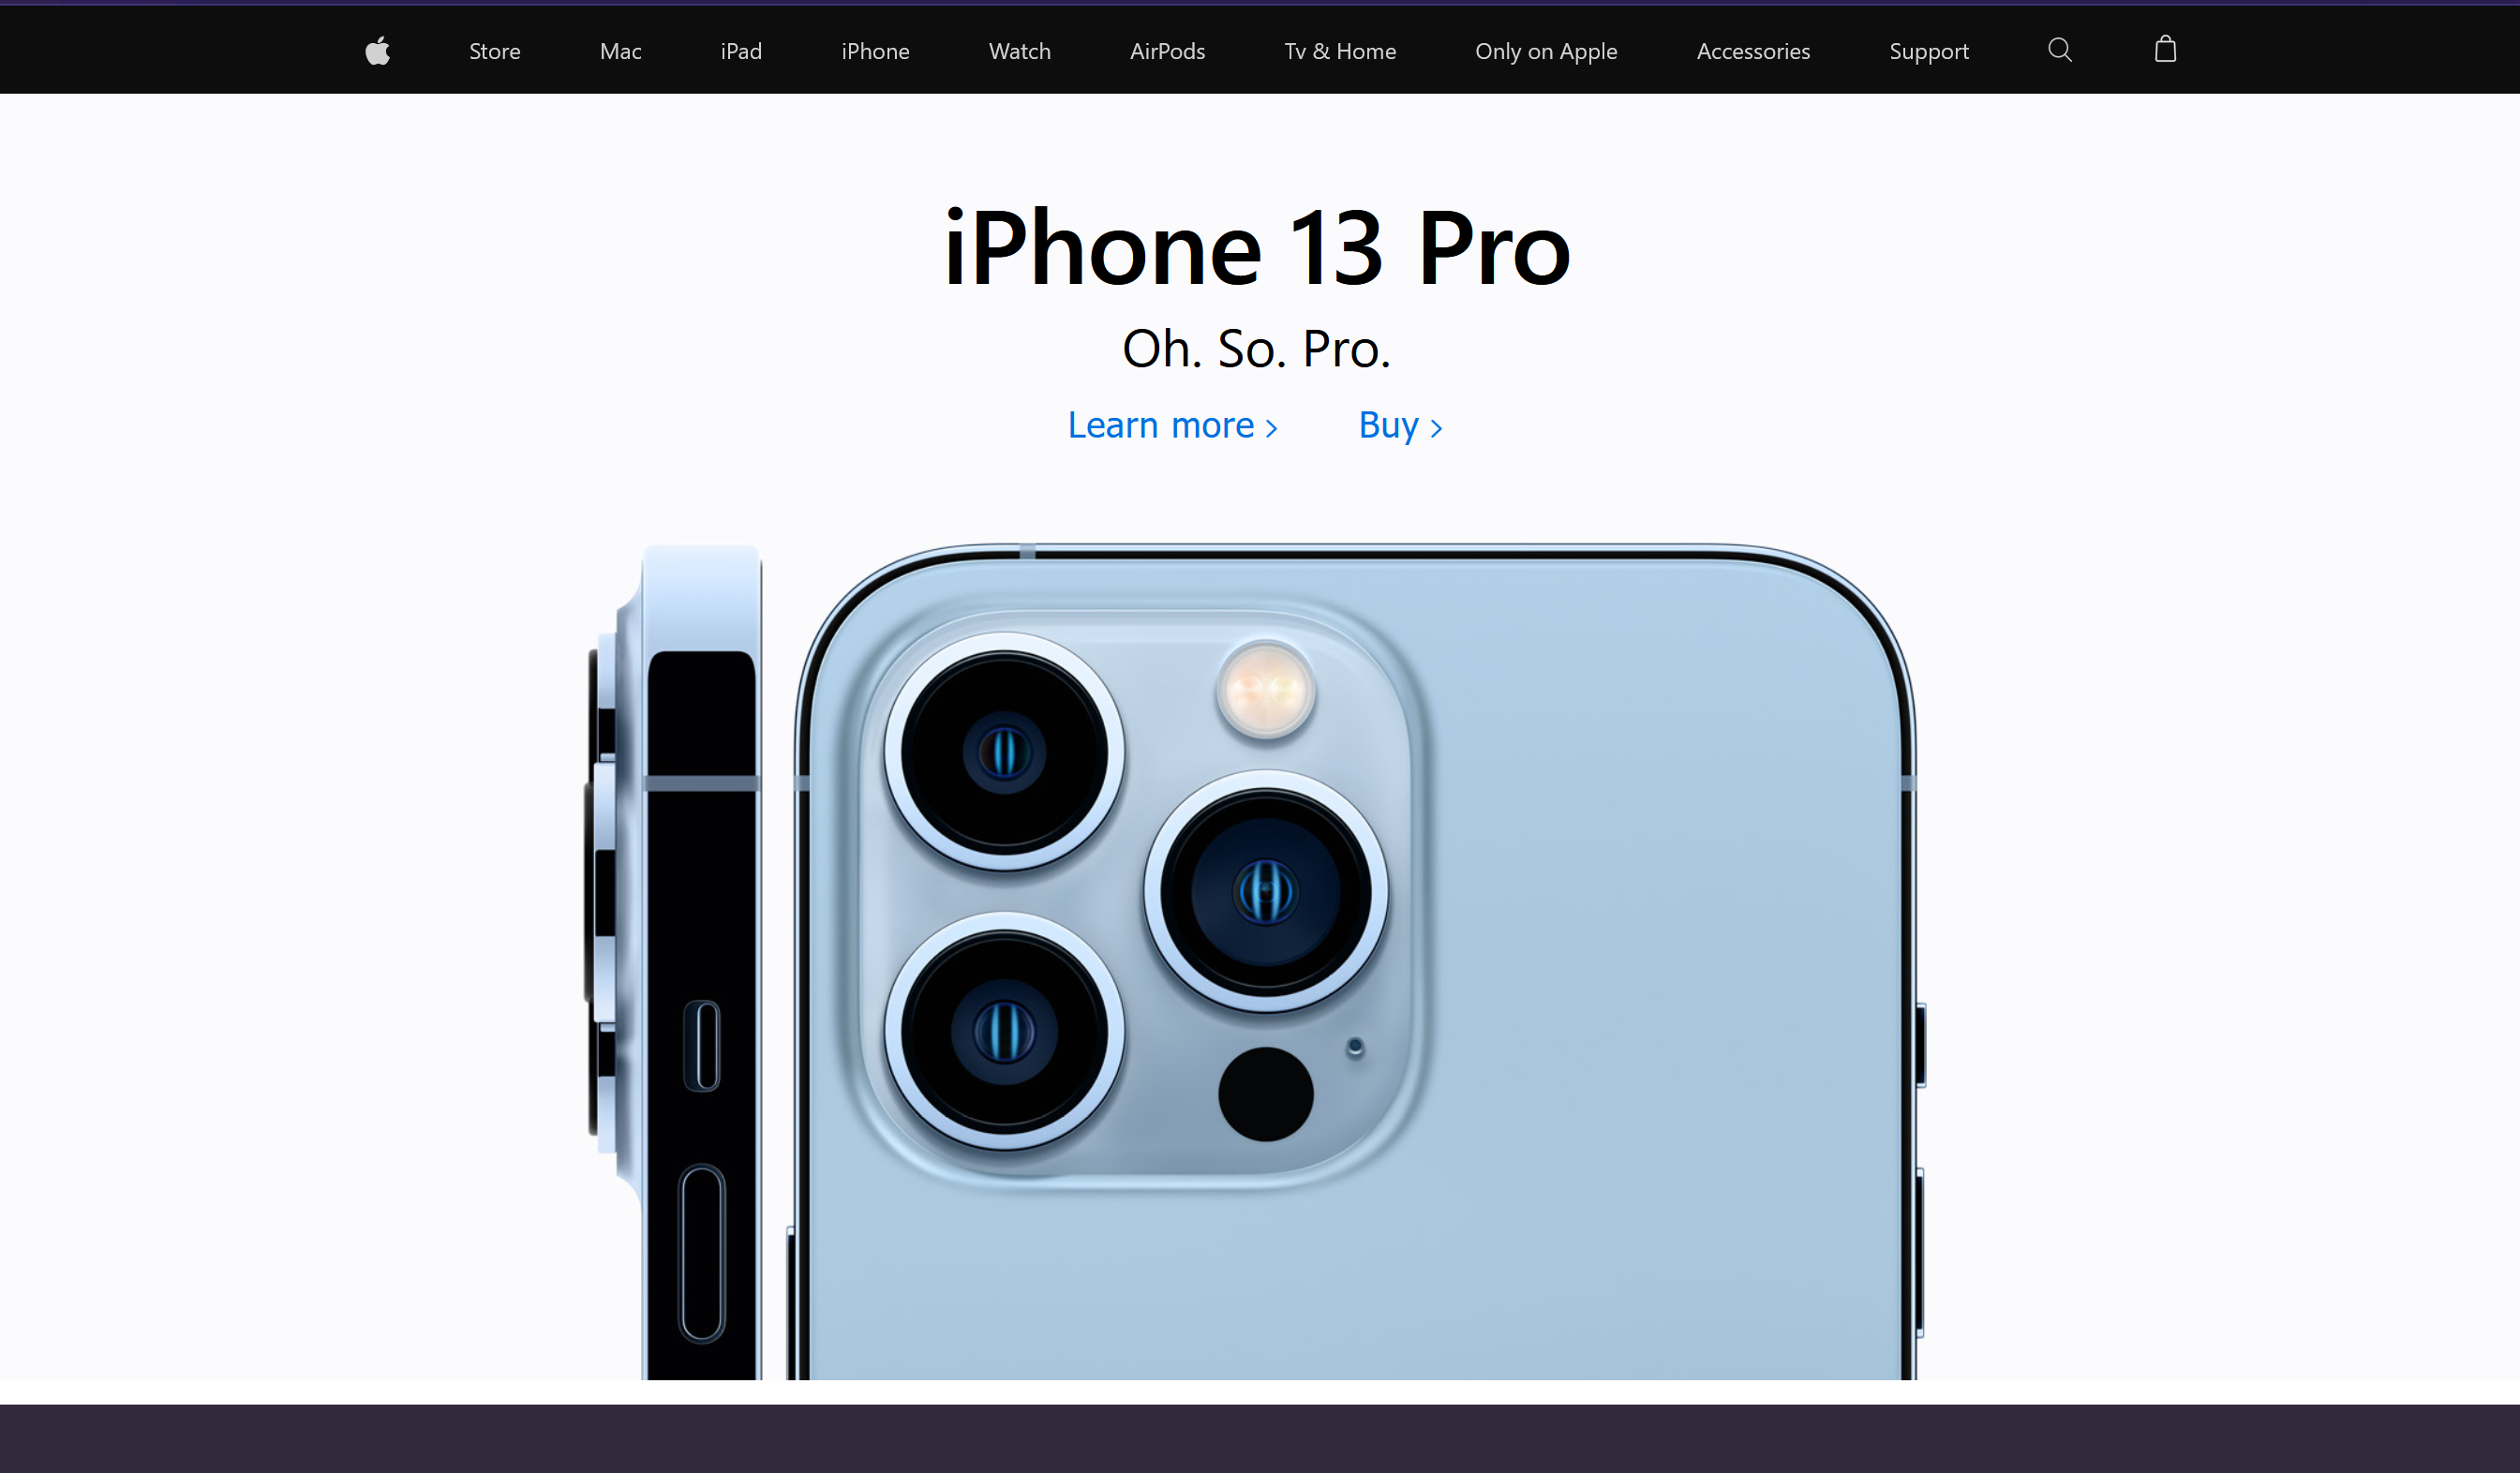 Store Mac iPad iPhone Watch AirPods Tv & Home Only on Apple Accessories Support
iPhone 13 Pro
Oh. So. Pro.
Learn more > Buy >